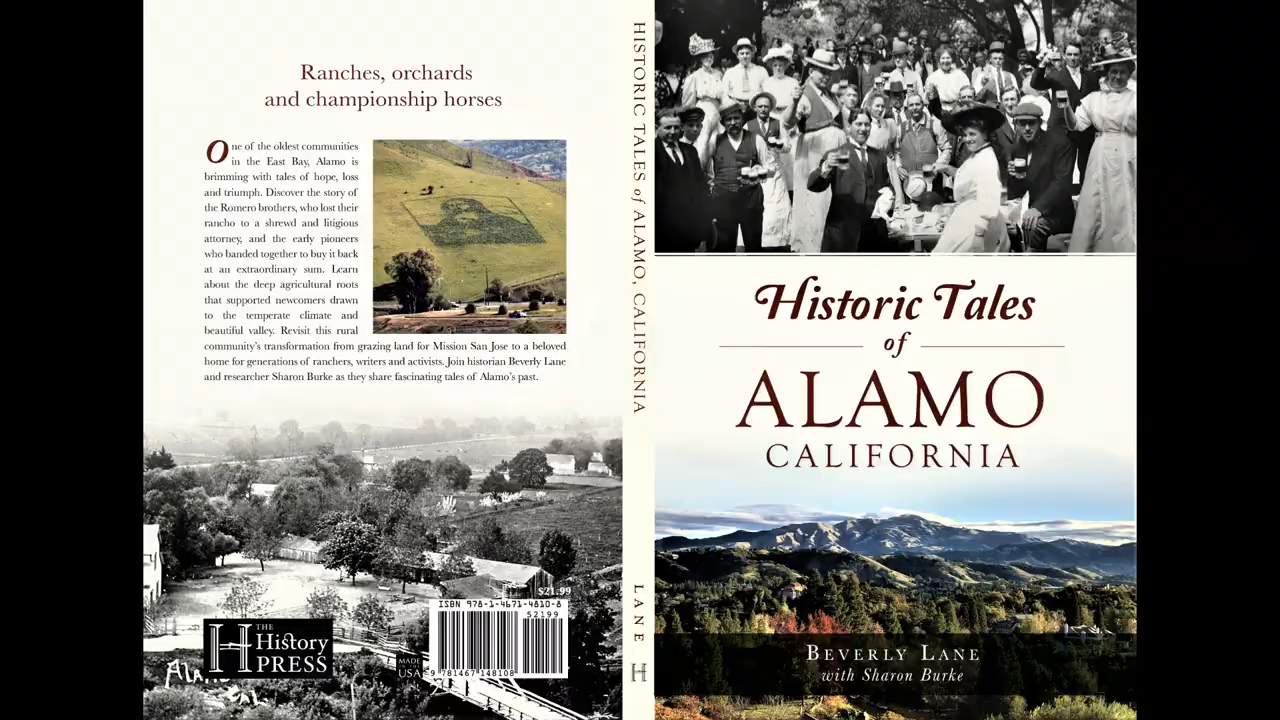 Ranches, orchards
and championship horses
One of the oldest communities
in the East Bay, Alamo is
brimming with tales of hope, loss
and triumph. Discover the story of
the Romero brothers, who lost their
rancho to a shrewd and litigious
attorney, and the early pioneers
who banded together to buy it back
at an extraordinary sum. Learn
about the deep agricultural roots
that supported newcomers drawn
to the temperate climate and
beautiful valley. Revisit this rural
community's transformation from grazing land for Mission San Jose to a beloved
home for generations of ranchers, writers and activists. Join historian Beverly Lane
and researcher Sharon Burke as they share fascinating tales of Alamo's past.
$21.99
ISBN 978-1-4671-4810-8
52199
9 781467 148108
MADE
IN THE
USA
THE
History
PRESS
HISTORIC TALES of ALAMO, CALIFORNIA
LANE
H
Historic Tales
of
ALAMO
CALIFORNIA
BEVERLY LANE
with Sharon Burke